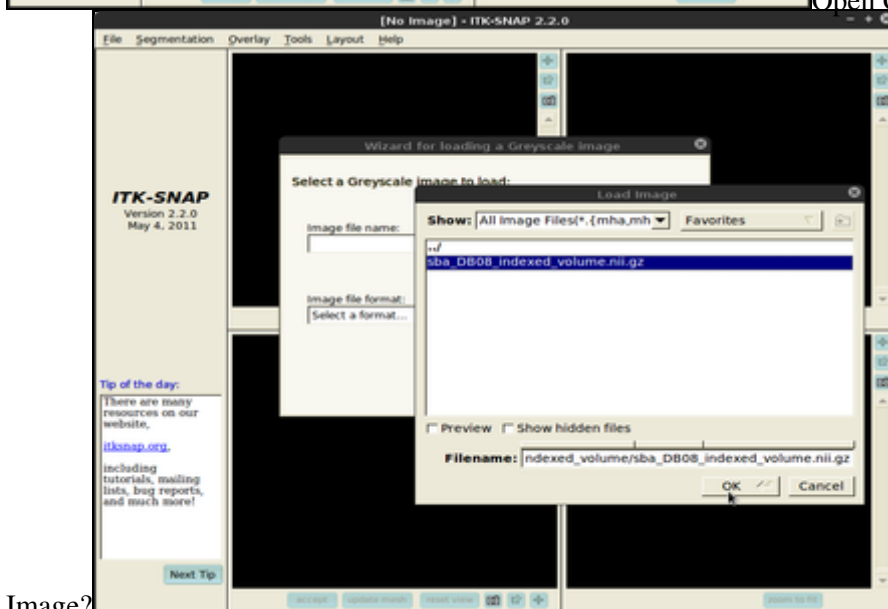 [No Image] - ITK-SNAP 2.2.0
File Segmentation Overlay Tools Layout Help
Wizard for loading a Greyscale image
Select a Greyscale image to load:
Load Image
ITK-SNAP
Version 2.2.0
May 4, 2011
Image file name:
Show: All Image Files(*.{mha,mh Favorites
../
sba_DB08_indexed_volume.nii.gz
Image file format:
Select a format...
Tip of the day:
There are many
resources on our
website,
itksnap.org,
including
tutorials, mailing
lists, bug reports,
and much more!
Preview Show hidden files
Filename: ndexed_volume/sba_DB08_indexed_volume.nii.gz
OK Cancel
Next Tip
accept update mesh reset view zoom to fit
Image?